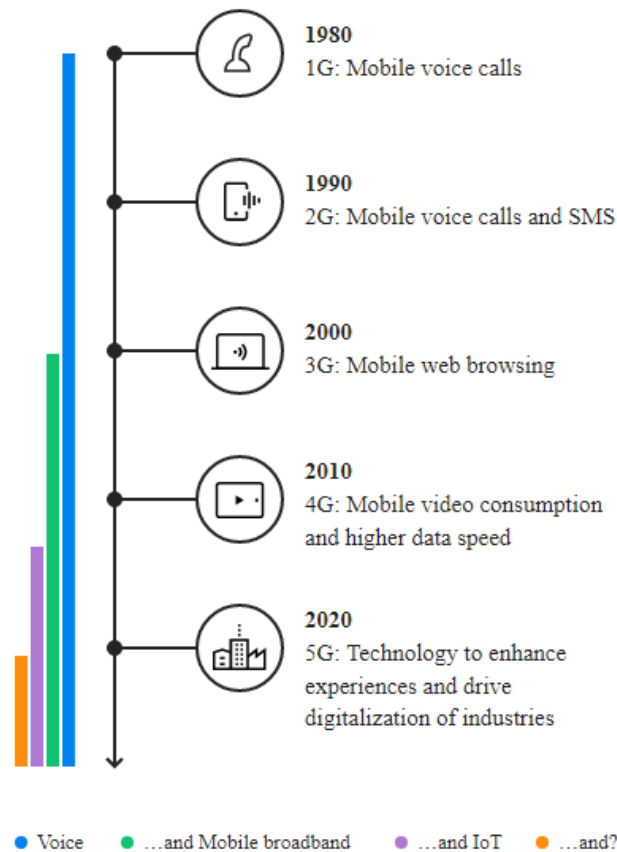 1980
1G: Mobile voice calls
1990
2G: Mobile voice calls and SMS
2000
3G: Mobile web browsing
2010
4G: Mobile video consumption
and higher data speed
2020
5G: Technology to enhance
experiences and drive
digitalization of industries
Voice ...and Mobile broadband ...and IoT ...and?